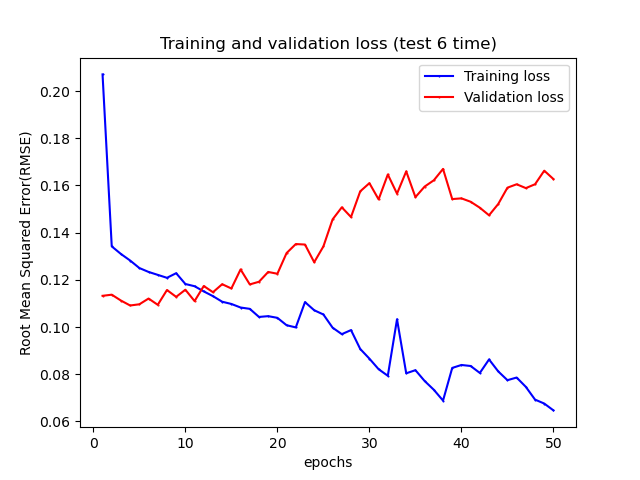 Training and validation loss (test 6 time)
Training loss
Validation loss
Root Mean Squared Error(RMSE)
0.20
0.18
0.16
0.14
0.12
0.10
0.08
0.06
0
10
20
30
40
50
epochs